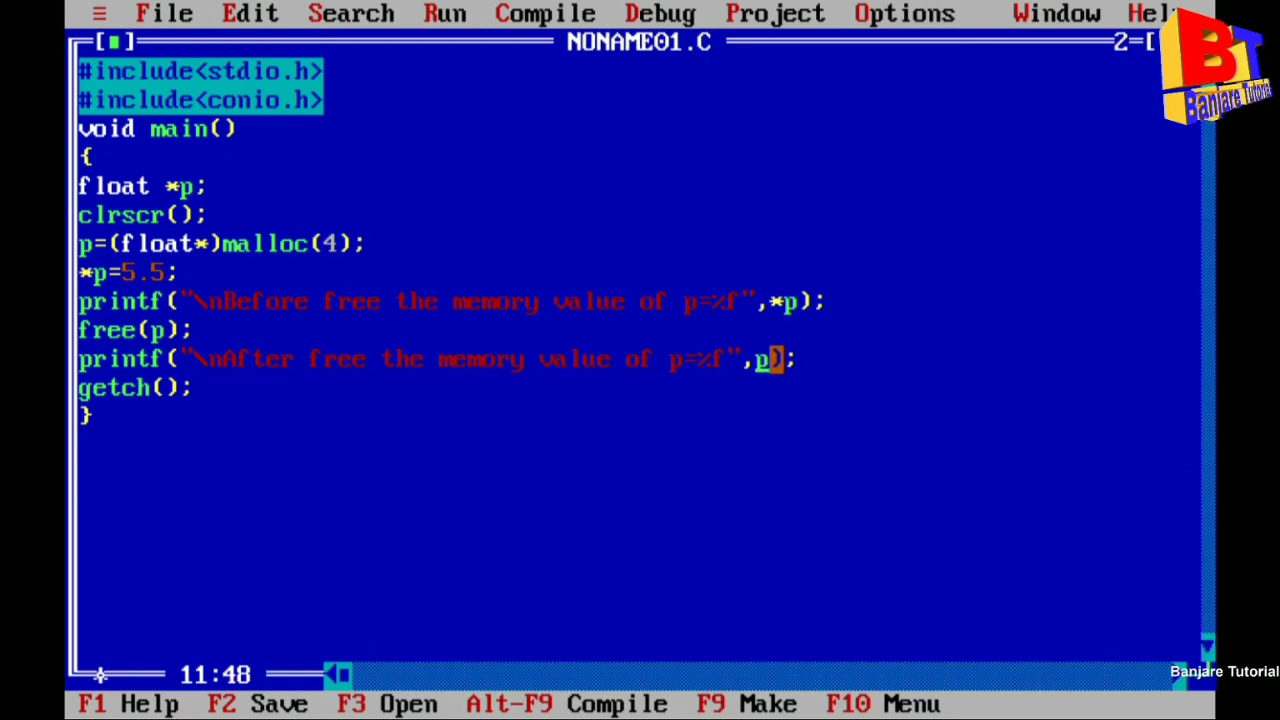 ≡ File Edit Search Run Compile Debug Project Options Window Hel
[■] NONAME01.C 2=[
BT
Banjare Tutorial
#include<stdio.h>
#include<conio.h>
void main()
{
float *p;
clrscr();
p=(float*)malloc(4);
*p=5.5;
printf("\nBefore free the memory value of p=%f",*p);
free(p);
printf("\nAfter free the memory value of p=%f",p);
getch();
}
11:48
Banjare Tutorial
F1 Help F2 Save F3 Open Alt-F9 Compile F9 Make F10 Menu